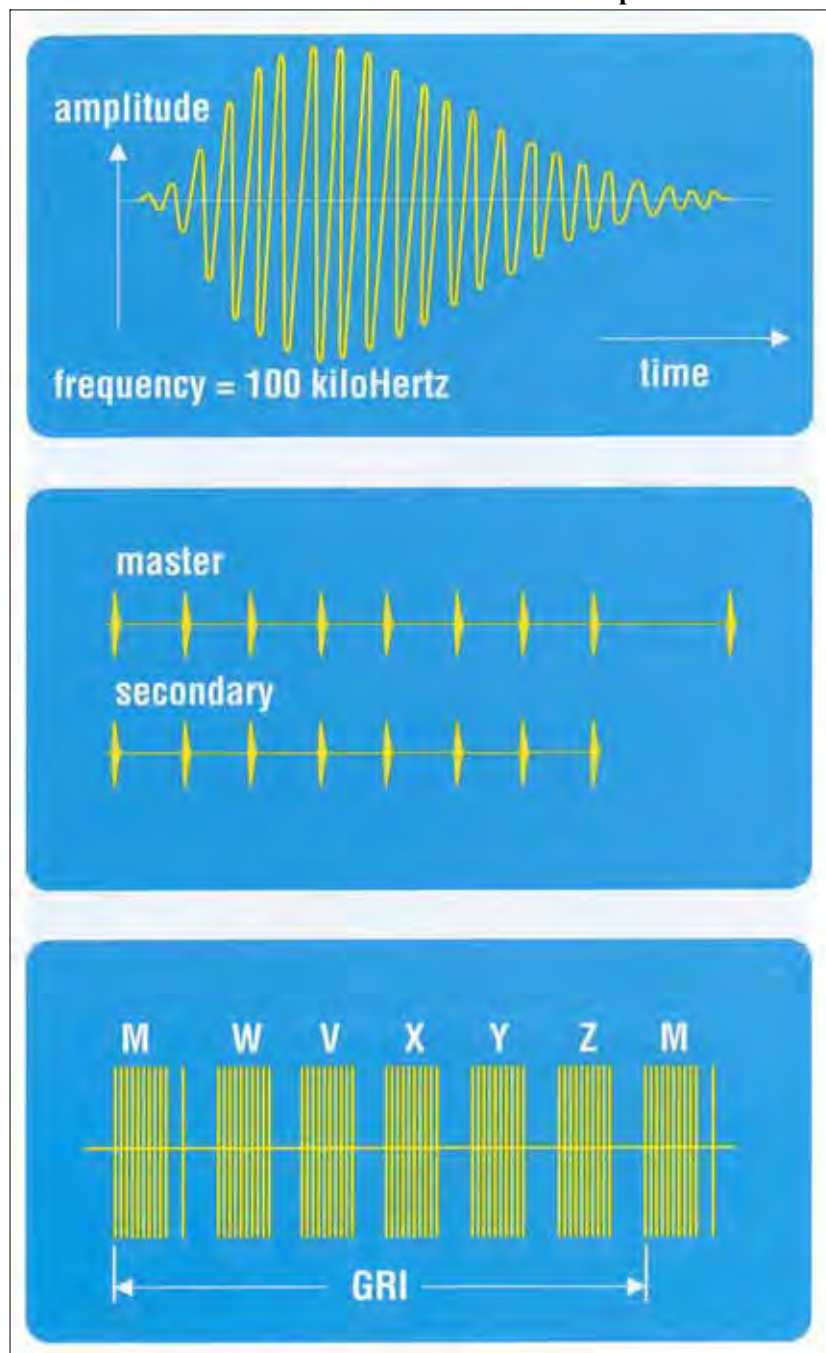 amplitude
frequency = 100 kiloHertz
time
master
secondary
M W V X Y Z M
GRI